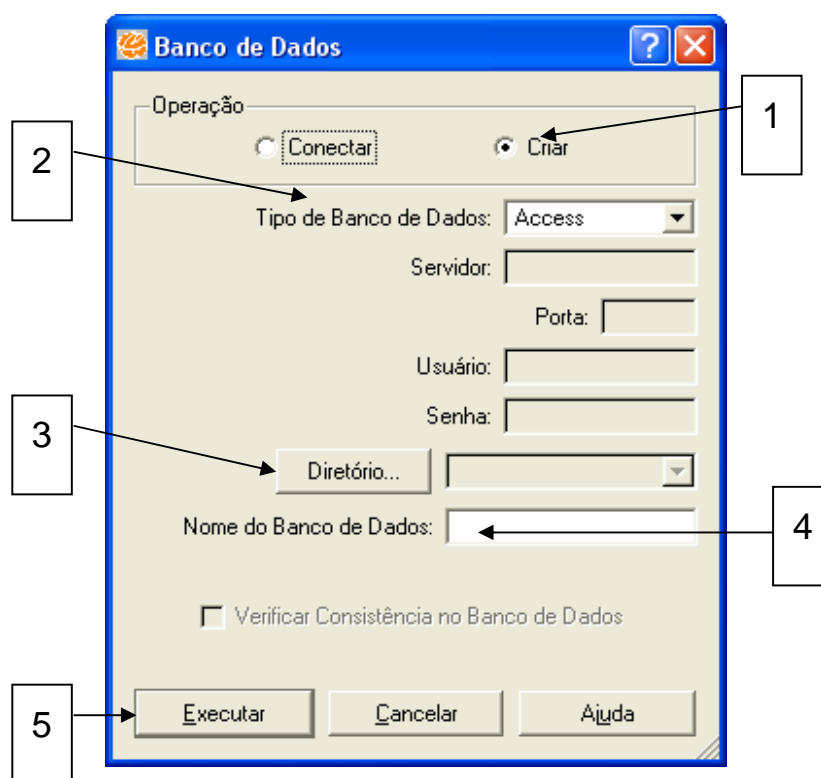 Banco de Dados
Operação
1
2
Conectar
Criar
Tipo de Banco de Dados: Access
Servidor:
Porta:
Usuário:
Senha:
3
Diretório...
Nome do Banco de Dados:
4
Verificar Consistência no Banco de Dados
5
Executar
Cancelar
Ajuda